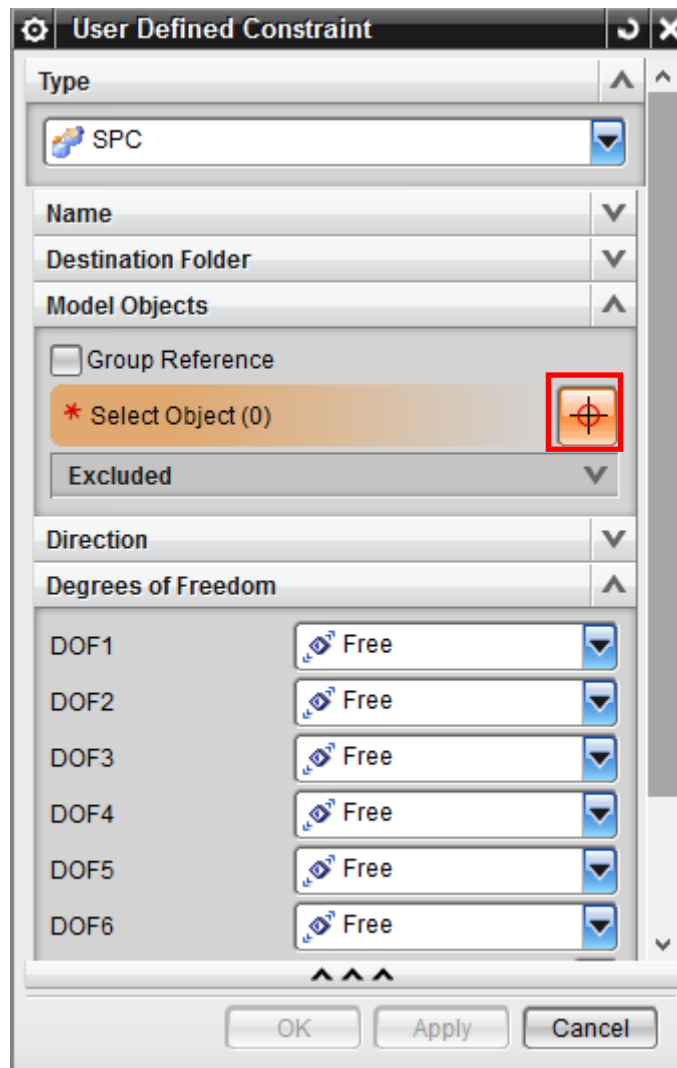 User Defined Constraint
Type
SPC
Name
Destination Folder
Model Objects
Group Reference
* Select Object (0)
Excluded
Direction
Degrees of Freedom
DOF1 Free
DOF2 Free
DOF3 Free
DOF4 Free
DOF5 Free
DOF6 Free
OK Apply Cancel